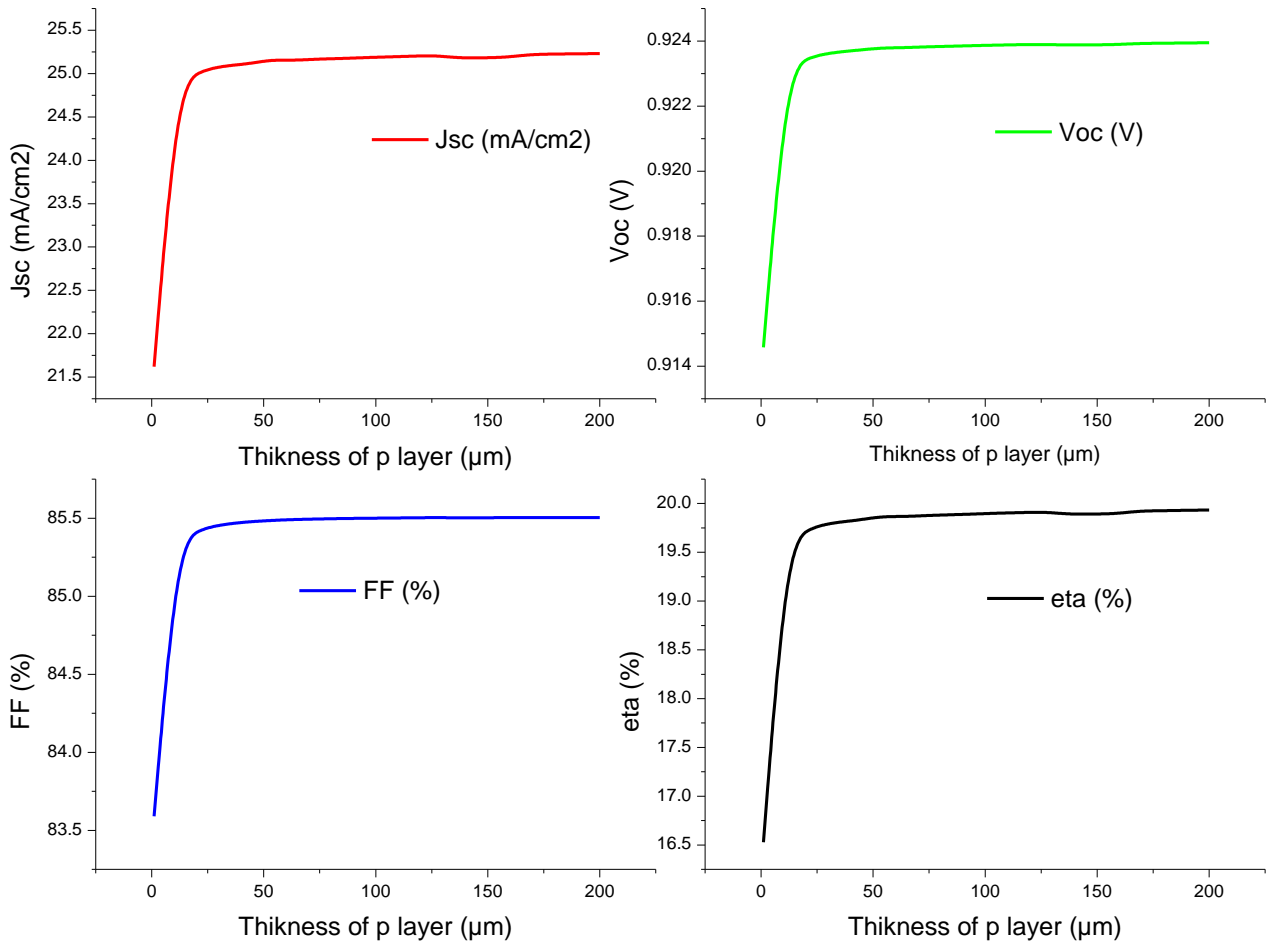 25.5
25.0
24.5
24.0
23.5
23.0
22.5
22.0
21.5
Jsc (mA/cm2)
Jsc (mA/cm2)
0 50 100 150 200
Thikness of p layer (µm)
0.924
0.922
0.920
0.918
0.916
0.914
Voc (V)
Voc (V)
0 50 100 150 200
Thikness of p layer (µm)
85.5
85.0
84.5
84.0
83.5
FF (%)
FF (%)
0 50 100 150 200
Thikness of p layer (µm)
20.0
19.5
19.0
18.5
18.0
17.5
17.0
16.5
eta (%)
eta (%)
0 50 100 150 200
Thikness of p layer (µm)